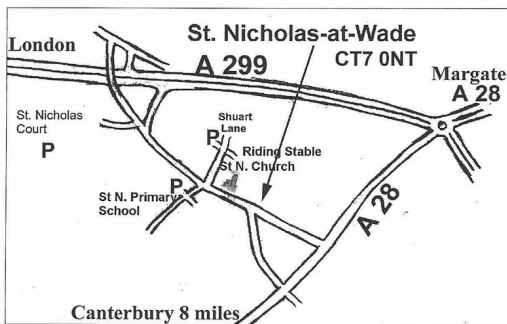 London
St. Nicholas-at-Wade
CT7 0NT
A 299
Margate
A 28
St. Nicholas
Court
P
Shuart
Lane
P
Riding Stable
St N. Church
P
St N. Primary
School
A 28
Canterbury 8 miles